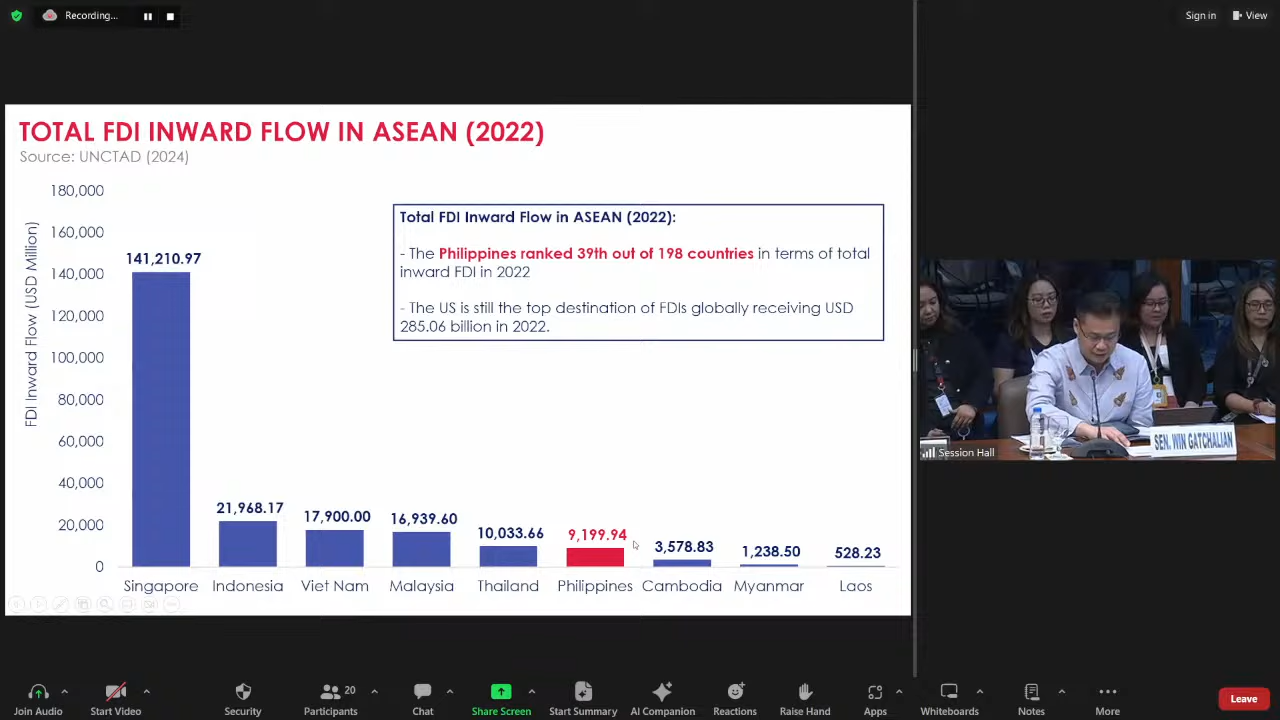 Recording...
Sign in
View
TOTAL FDI INWARD FLOW IN ASEAN (2022)
Source: UNCTAD (2024)
FDI Inward Flow (USD Million)
180,000
160,000
140,000
120,000
100,000
80,000
60,000
40,000
20,000
0
141,210.97
21,968.17
17,900.00
16,939.60
10,033.66
9,199.94
3,578.83
1,238.50
528.23
Singapore
Indonesia
Viet Nam
Malaysia
Thailand
Philippines
Cambodia
Myanmar
Laos
Total FDI Inward Flow in ASEAN (2022):
- The Philippines ranked 39th out of 198 countries in terms of total
inward FDI in 2022
- The US is still the top destination of FDIs globally receiving USD
285.06 billion in 2022.
SEN. WIN GATCHALIAN
Session Hall
Join Audio
Start Video
Security
20
Participants
Chat
Share Screen
Start Summary
AI Companion
Reactions
Raise Hand
Apps
Whiteboards
Notes
More
Leave